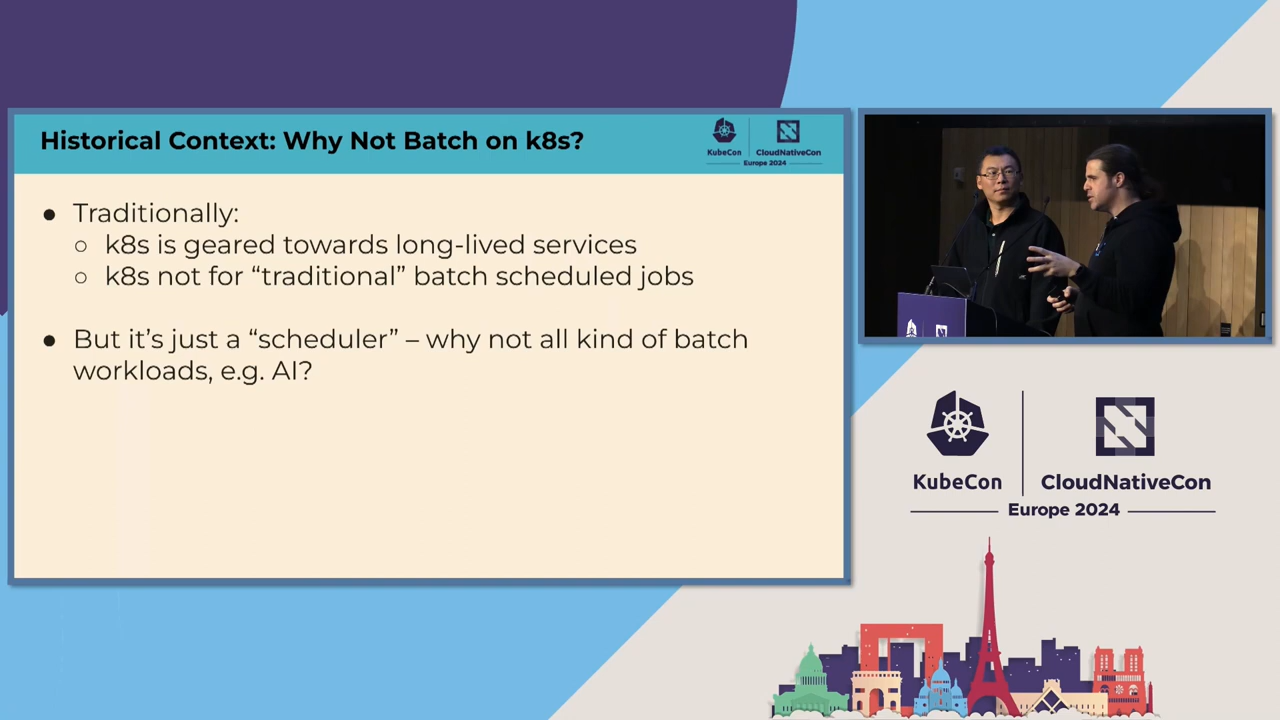 Historical Context: Why Not Batch on k8s?
KubeCon
CloudNativeCon
Europe 2024
● Traditionally:
○ k8s is geared towards long-lived services
○ k8s not for “traditional” batch scheduled jobs
● But it’s just a “scheduler” – why not all kind of batch
workloads, e.g. AI?
KubeCon
CloudNativeCon
Europe 2024